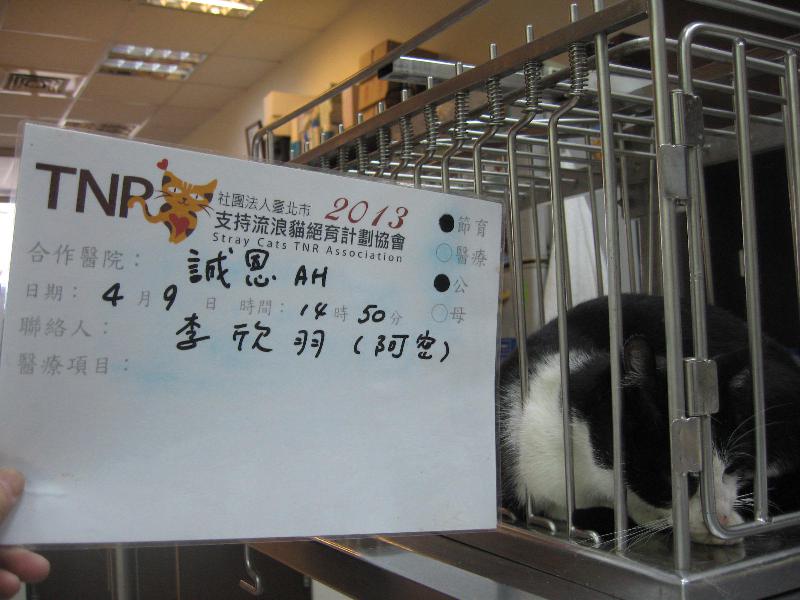 TNR
社團法人臺北市 2013
支持流浪貓絕育計劃協會
Stray Cats TNR Association
●節育
○醫療
●公
○母
合作醫院： 誠恩 AH
日期： 4 月 9 日 時間： 14 時 50 分
聯絡人： 李欣羽（阿空）
醫療項目：